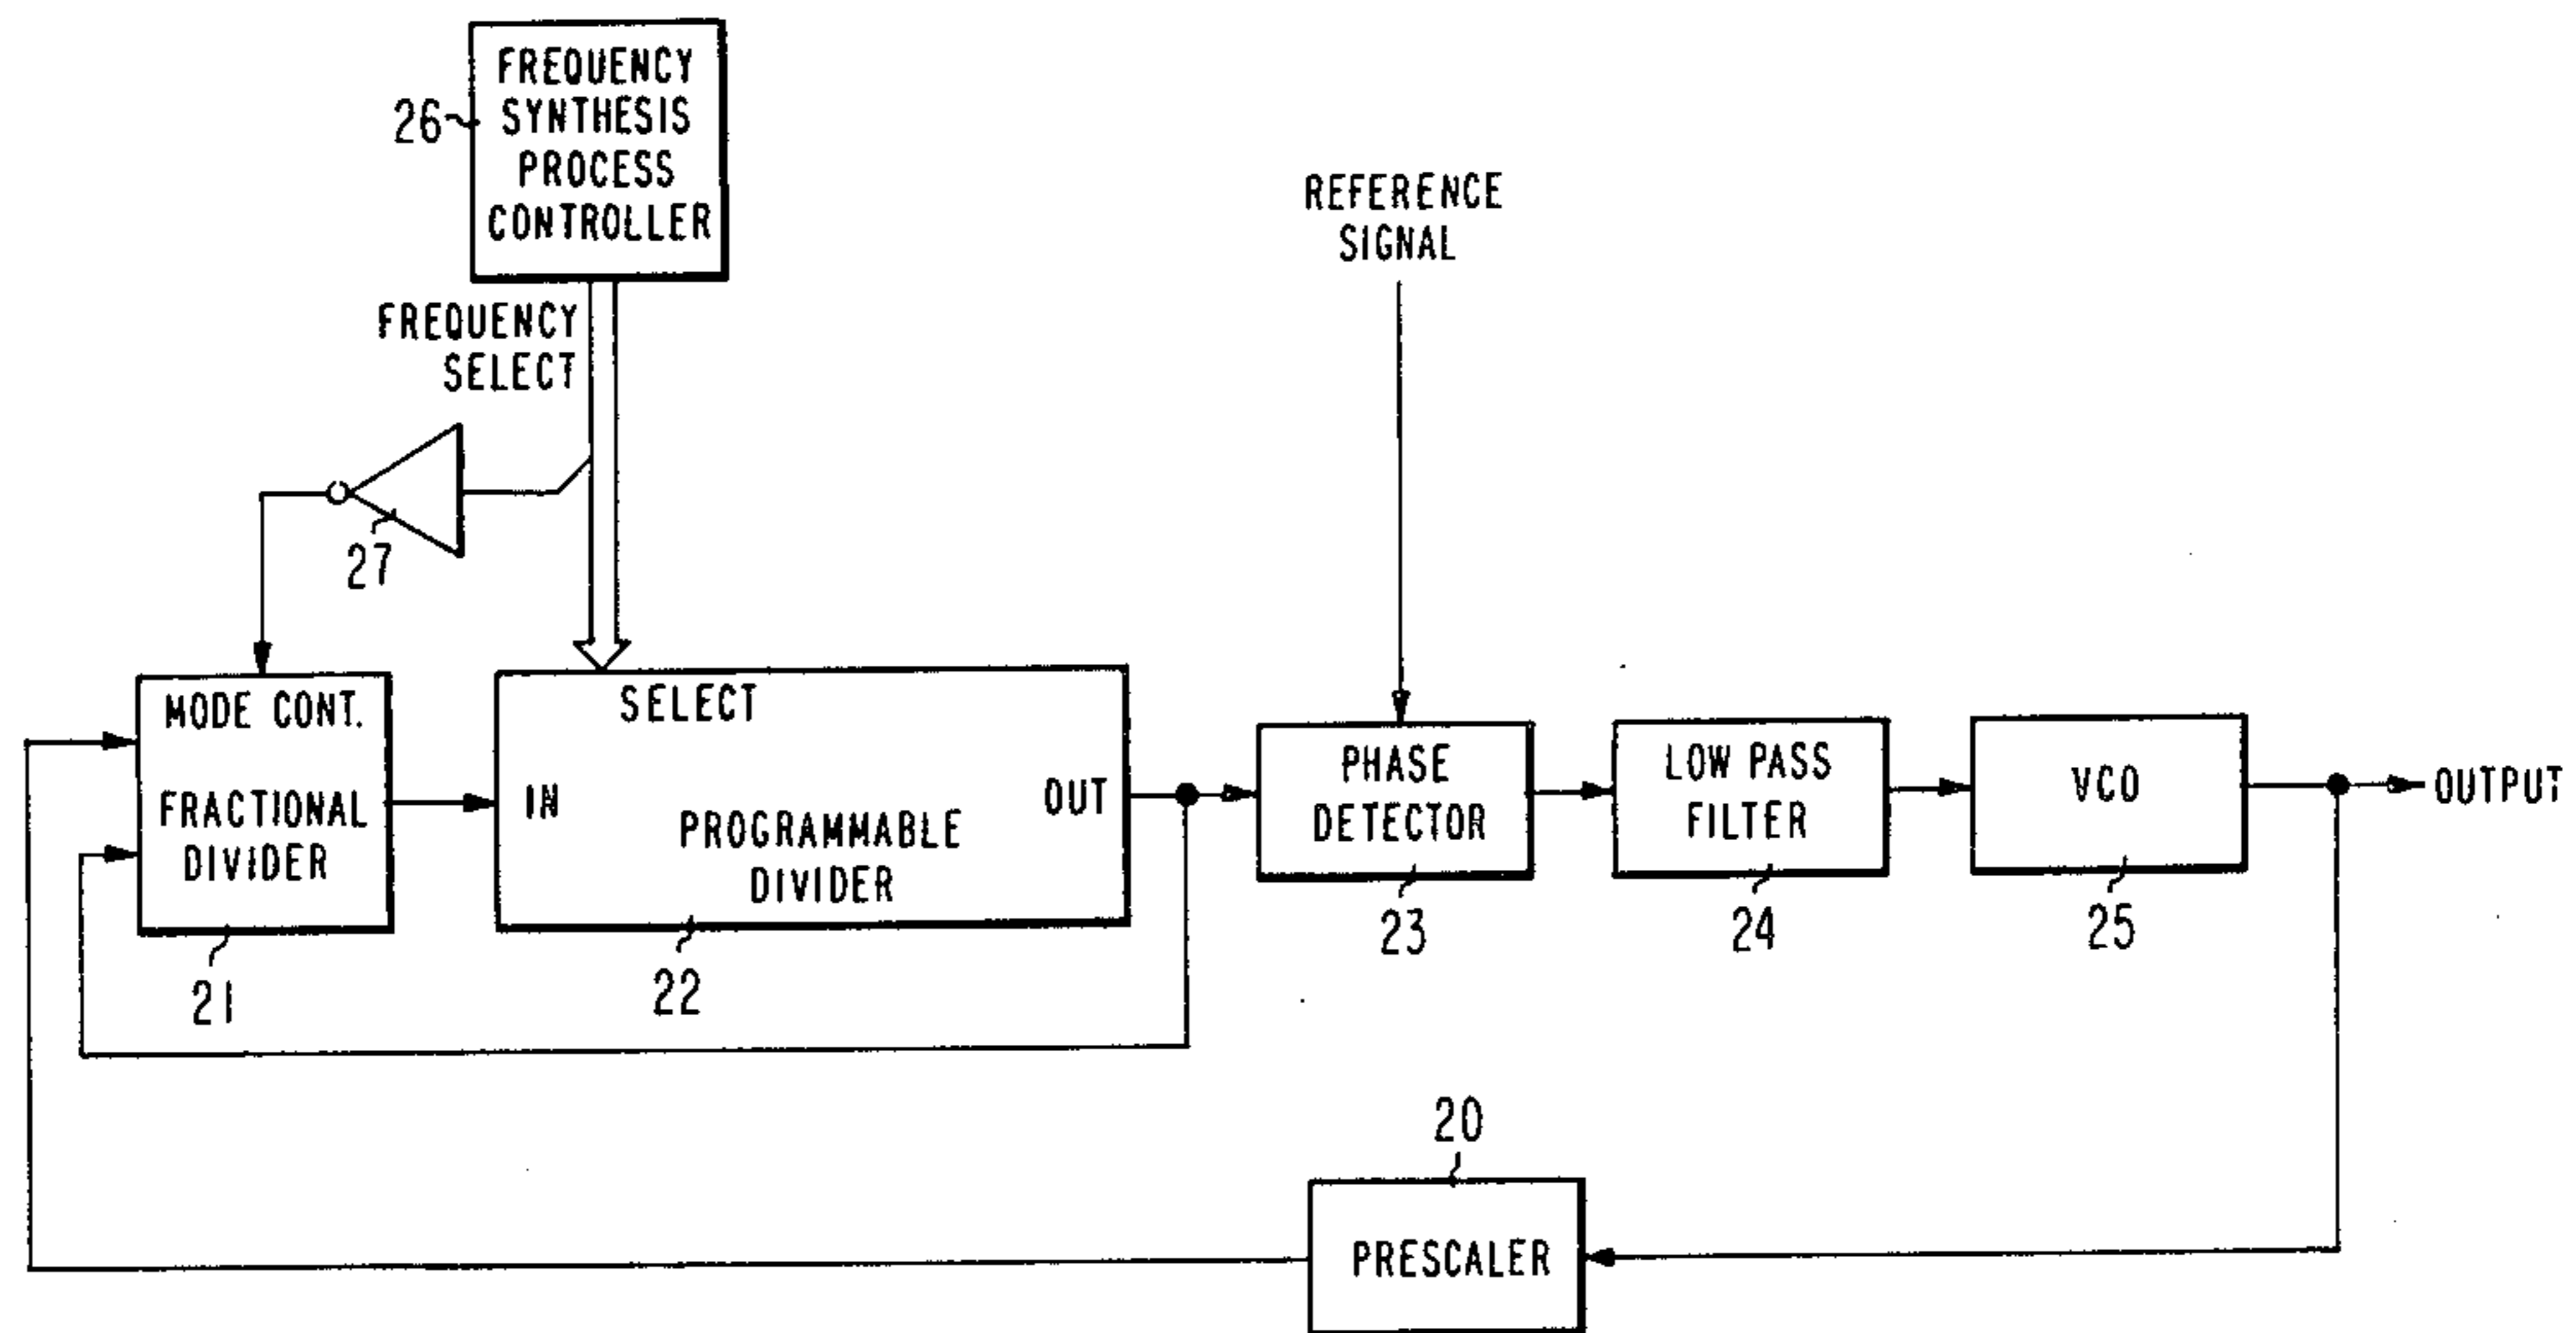 FREQUENCY
SYNTHESIS
PROCESS
CONTROLLER
26
REFERENCE
SIGNAL
FREQUENCY
SELECT
27
MODE CONT.
FRACTIONAL
DIVIDER
21
SELECT
IN
OUT
PROGRAMMABLE
DIVIDER
22
PHASE
DETECTOR
23
LOW PASS
FILTER
24
VCO
25
OUTPUT
20
PRESCALER